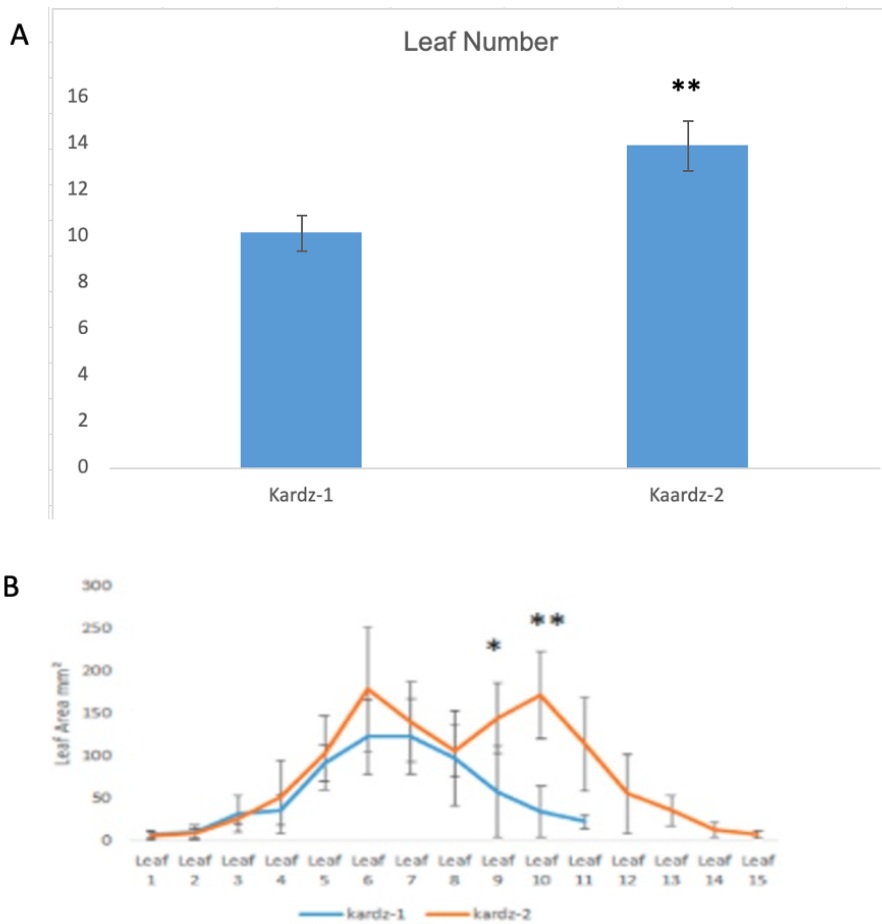 A
Leaf Number
**
16
14
12
10
8
6
4
2
0
Kardz-1 Kaardz-2
B
300
250
200
150
100
50
0
Leaf Area mm²
* **
Leaf Leaf Leaf Leaf Leaf Leaf Leaf Leaf Leaf Leaf Leaf Leaf Leaf Leaf Leaf
1 2 3 4 5 6 7 8 9 10 11 12 13 14 15
kardz-1 kardz-2